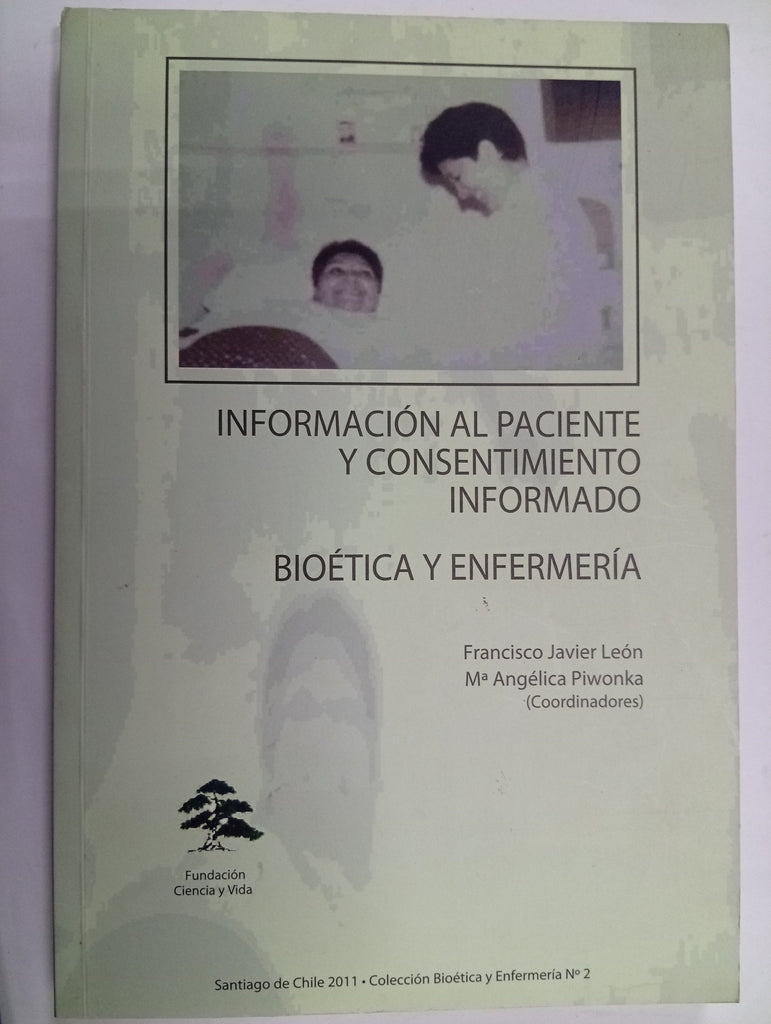 INFORMACIÓN AL PACIENTE
Y CONSENTIMIENTO
INFORMADO
BIOÉTICA Y ENFERMERÍA
Francisco Javier León
Mª Angélica Piwonka
(Coordinadores)
Fundación
Ciencia y Vida
Santiago de Chile 2011 • Colección Bioética y Enfermería Nº 2